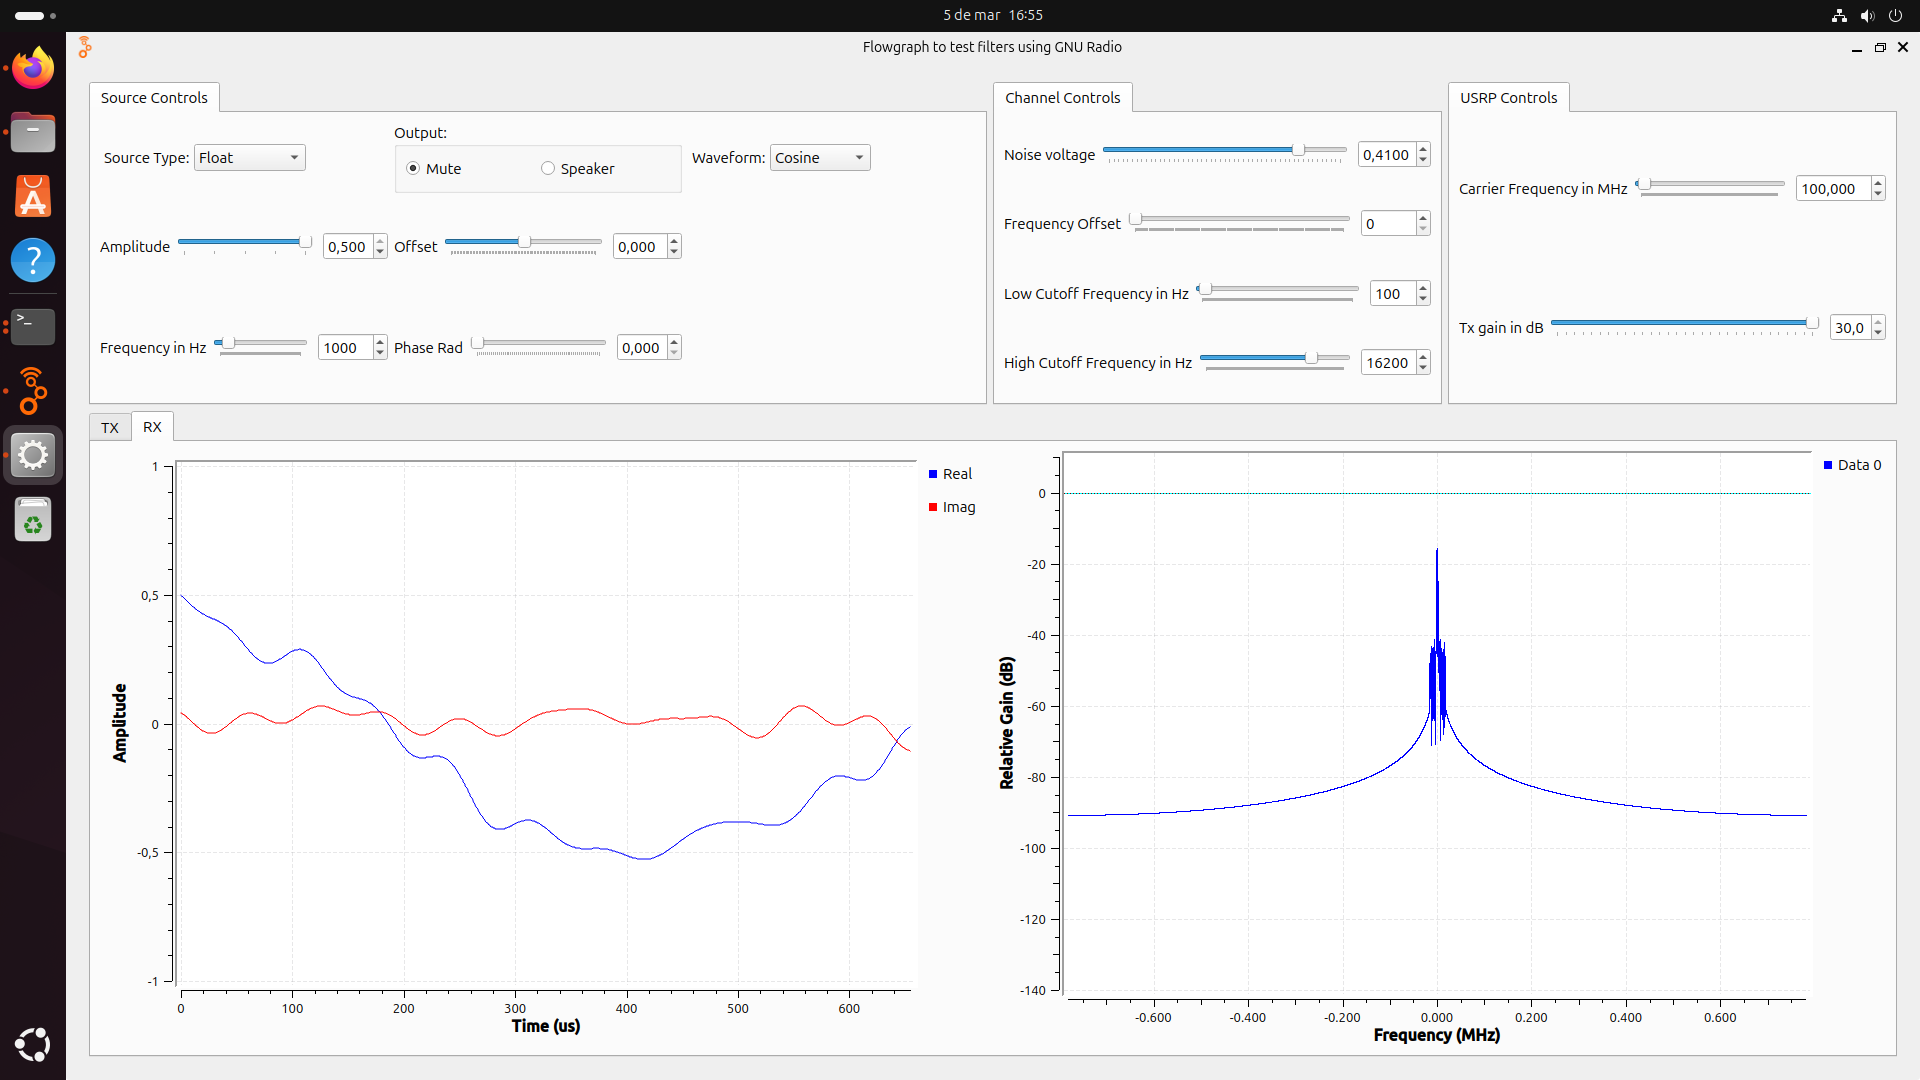 5 de mar 16:55
Flowgraph to test filters using GNU Radio
Source Controls
Source Type: Float
Output:
Mute
Speaker
Waveform: Cosine
Amplitude 0,500
Offset 0,000
Frequency in Hz 1000
Phase Rad 0,000
Channel Controls
Noise voltage 0,4100
Frequency Offset 0
Low Cutoff Frequency in Hz 100
High Cutoff Frequency in Hz 16200
USRP Controls
Carrier Frequency in MHz 100,000
Tx gain in dB 30,0
TX RX
1
0,5
0
-0,5
-1
Amplitude
0 100 200 300 400 500 600
Time (us)
Real
Imag
0
-20
-40
-60
-80
-100
-120
-140
Relative Gain (dB)
-0.600 -0.400 -0.200 0.000 0.200 0.400 0.600
Frequency (MHz)
Data 0